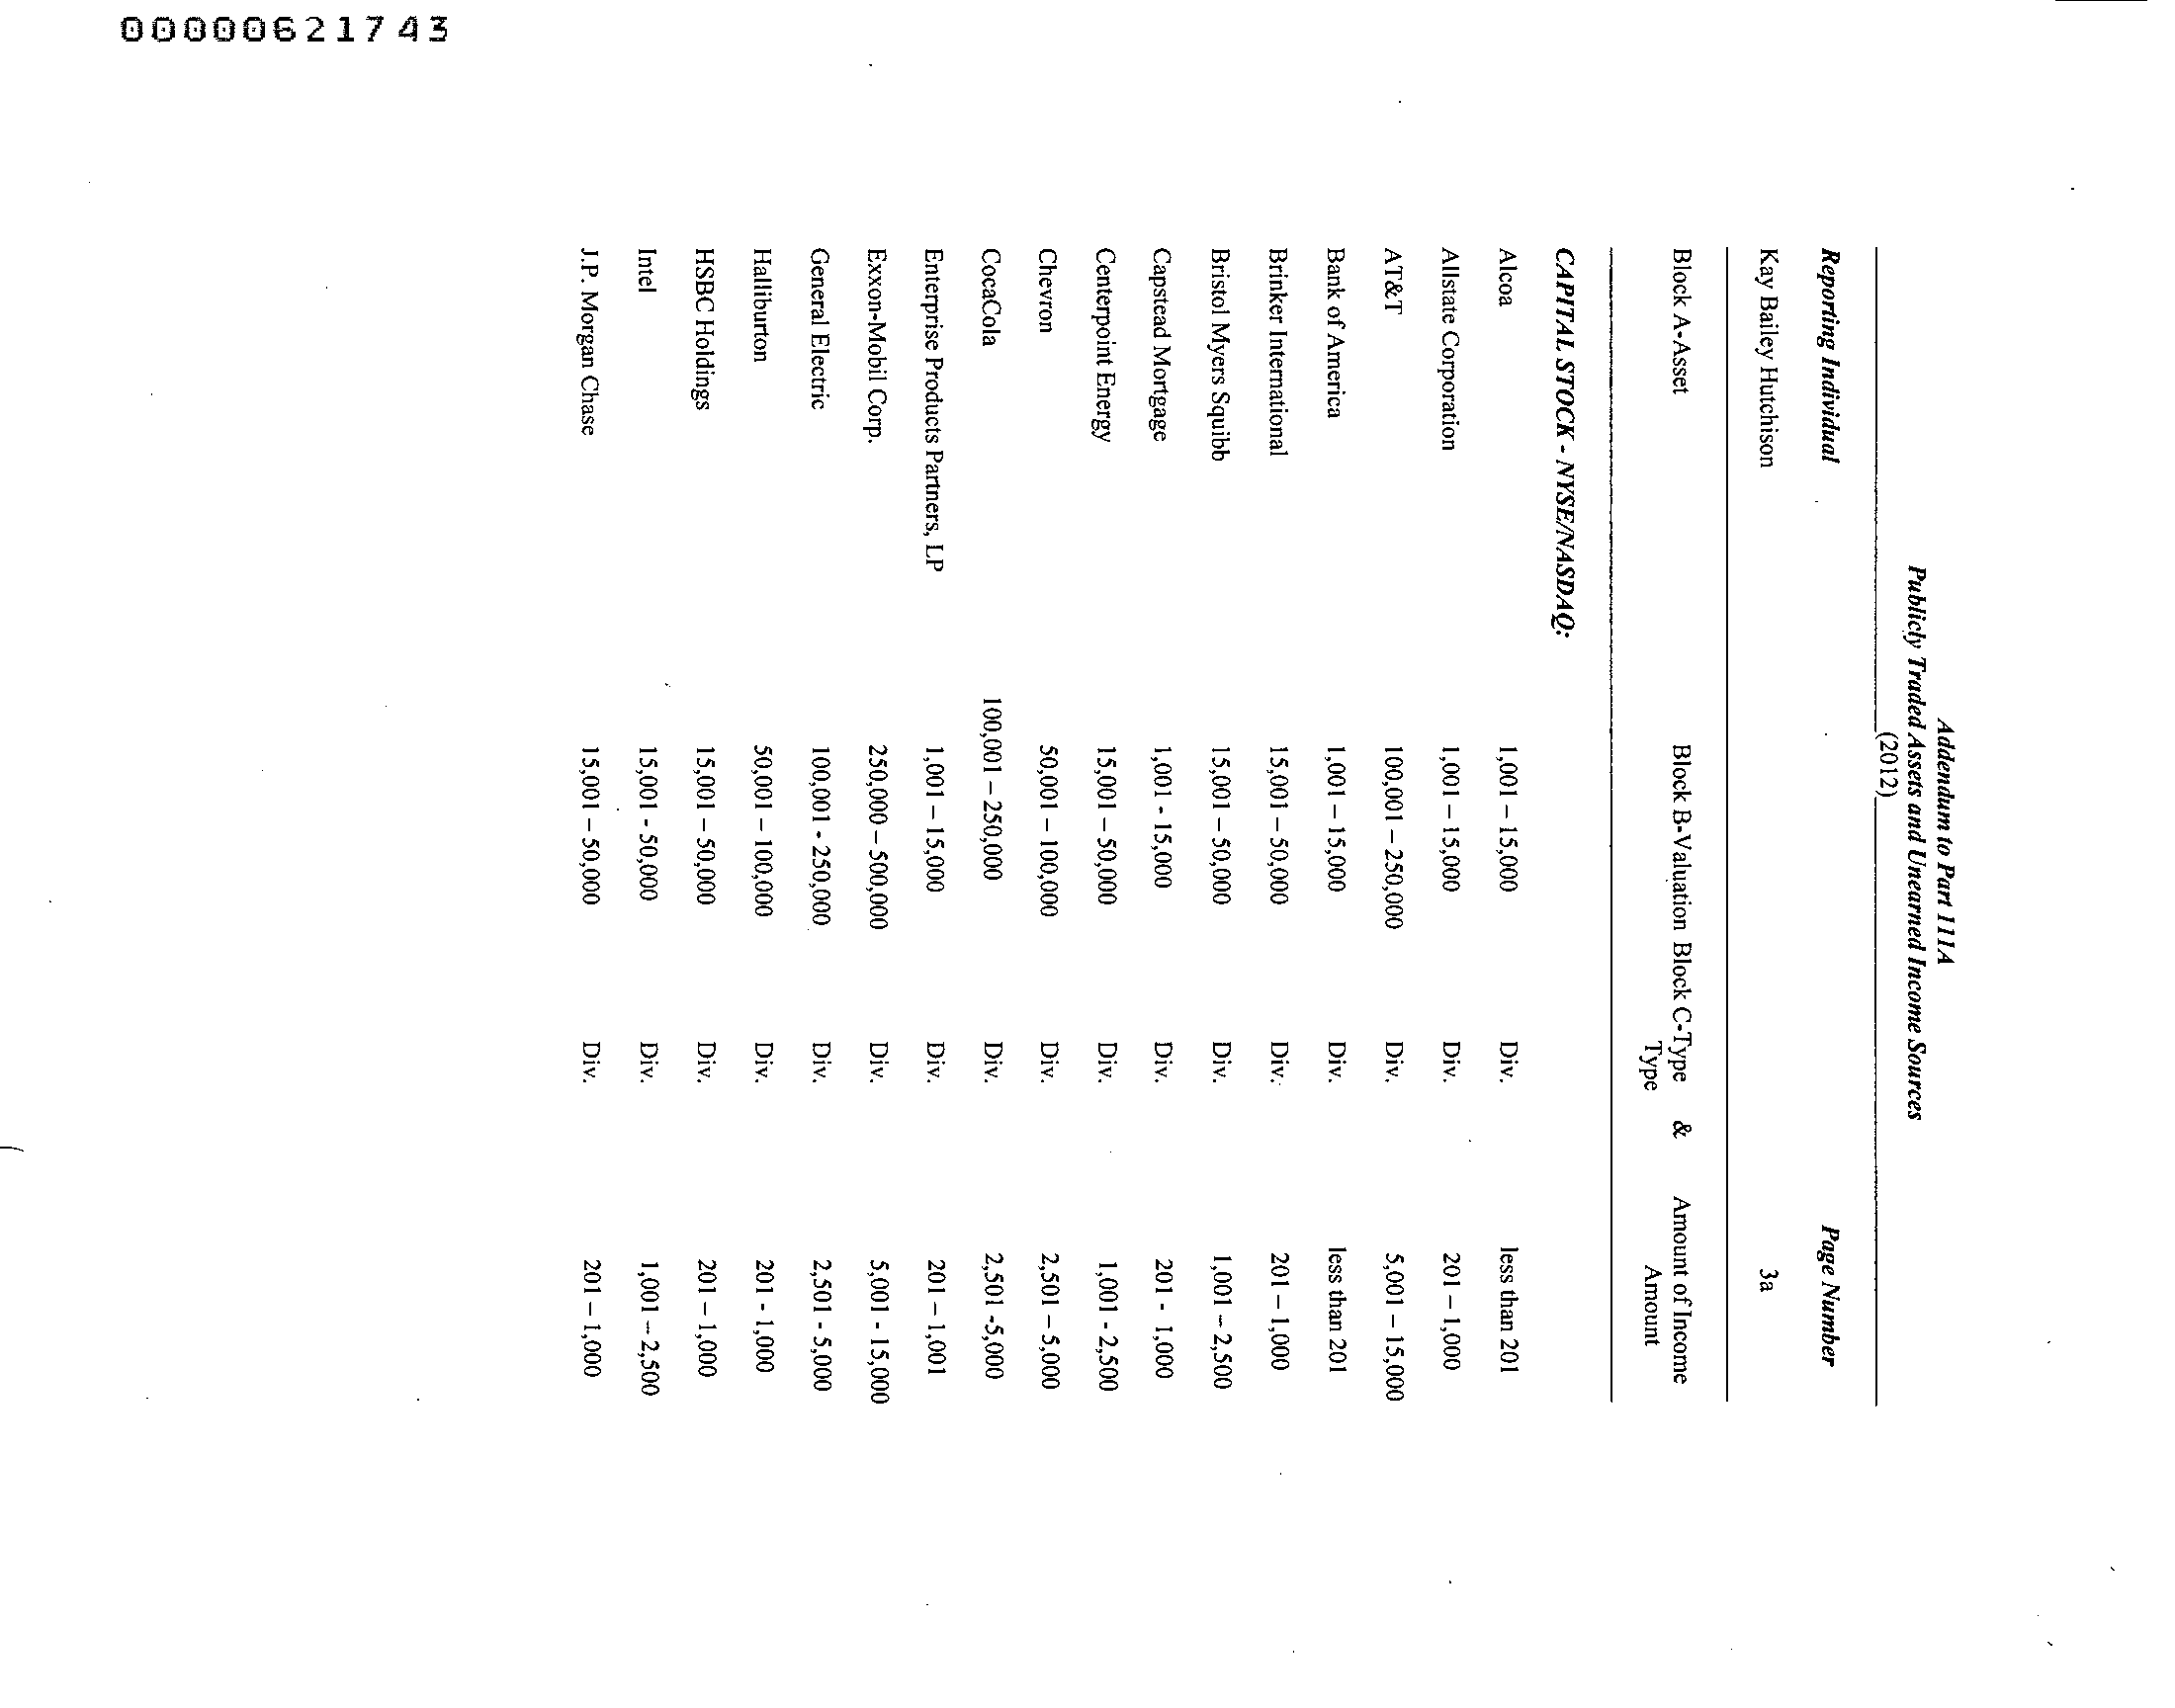 00000621743
Addendum to Part 111A
Publicly Traded Assets and Unearned Income Sources
(2012)
Reporting Individual Page Number
Kay Bailey Hutchison 3a
Block A-Asset Block B-Valuation Block C-Type & Amount of Income
Type Amount
CAPITAL STOCK - NYSE/NASDAQ:
Alcoa 1,001 – 15,000 Div. less than 201
Allstate Corporation 1,001 – 15,000 Div. 201 – 1,000
AT&T 100,001 – 250,000 Div. 5,001 – 15,000
Bank of America 1,001 – 15,000 Div. less than 201
Brinker International 15,001 – 50,000 Div. 201 – 1,000
Bristol Myers Squibb 15,001 – 50,000 Div. 1,001 – 2,500
Capstead Mortgage 1,001 - 15,000 Div. 201 - 1,000
Centerpoint Energy 15,001 – 50,000 Div. 1,001 - 2,500
Chevron 50,001 – 100,000 Div. 2,501 – 5,000
CocaCola 100,001 – 250,000 Div. 2,501 -5,000
Enterprise Products Partners, LP 1,001 – 15,000 Div. 201 – 1,001
Exxon-Mobil Corp. 250,000 – 500,000 Div. 5,001 - 15,000
General Electric 100,001 - 250,000 Div. 2,501 - 5,000
Halliburton 50,001 – 100,000 Div. 201 - 1,000
HSBC Holdings 15,001 – 50,000 Div. 201 – 1,000
Intel 15,001 - 50,000 Div. 1,001 – 2,500
J.P. Morgan Chase 15,001 – 50,000 Div. 201 – 1,000